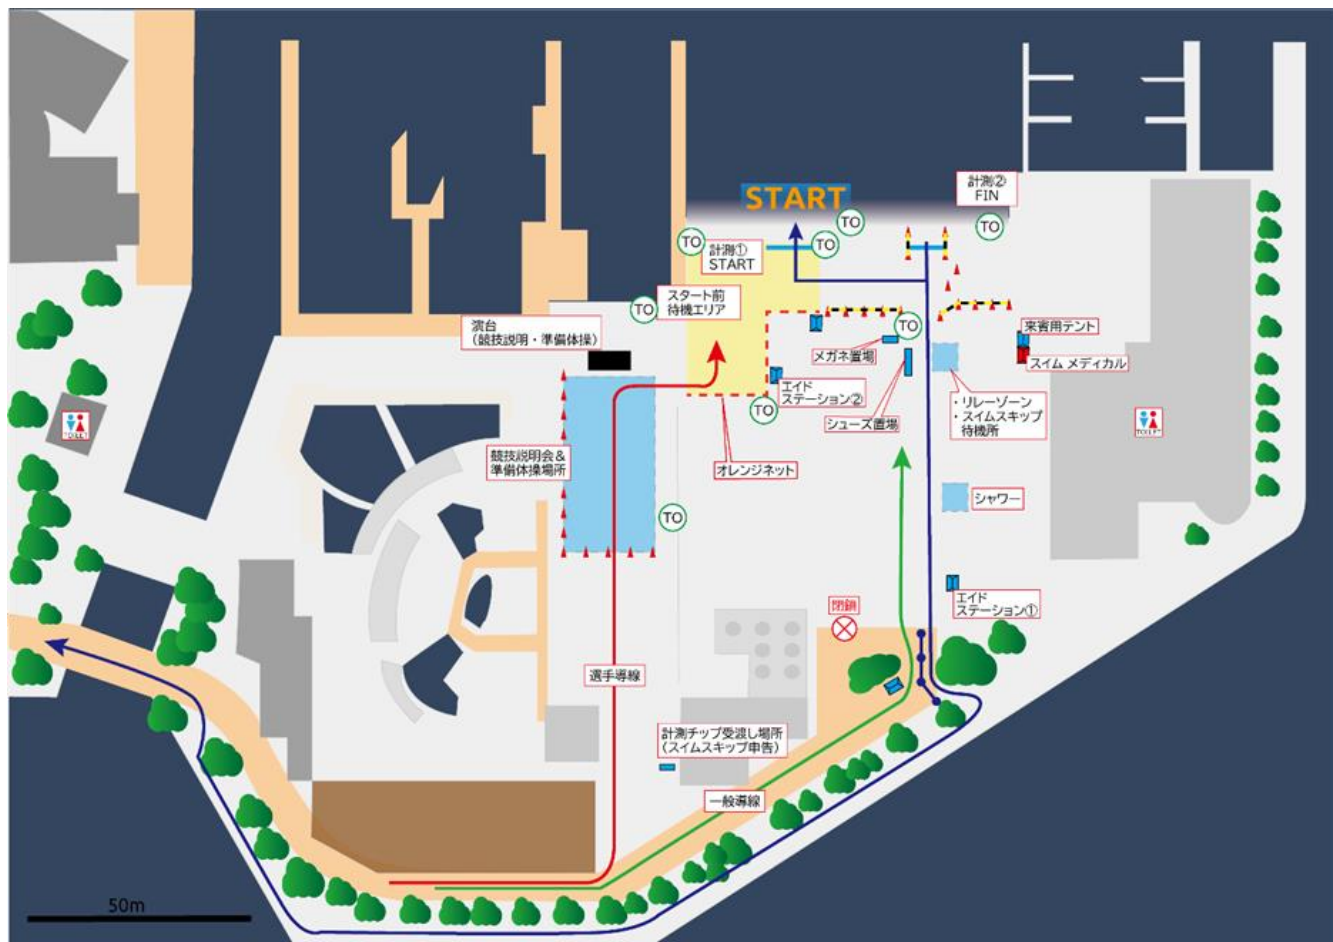 計測②
FIN
START
TO
TO
TO
TO
計測①
START
TO
スタート前
待機エリア
TO
演台
(競技説明・準備体操)
TO
メガネ置場
来賓用テント
スイム メディカル
エイド
ステーション②
TO
シューズ置場
・リレーゾーン
・スイムスキップ
待機所
TOILET
TOILET
競技説明会&
準備体操場所
オレンジネット
シャワー
TO
エイド
ステーション①
閉鎖
選手導線
計測チップ受渡し場所
(スイムスキップ申告)
一般導線
50m